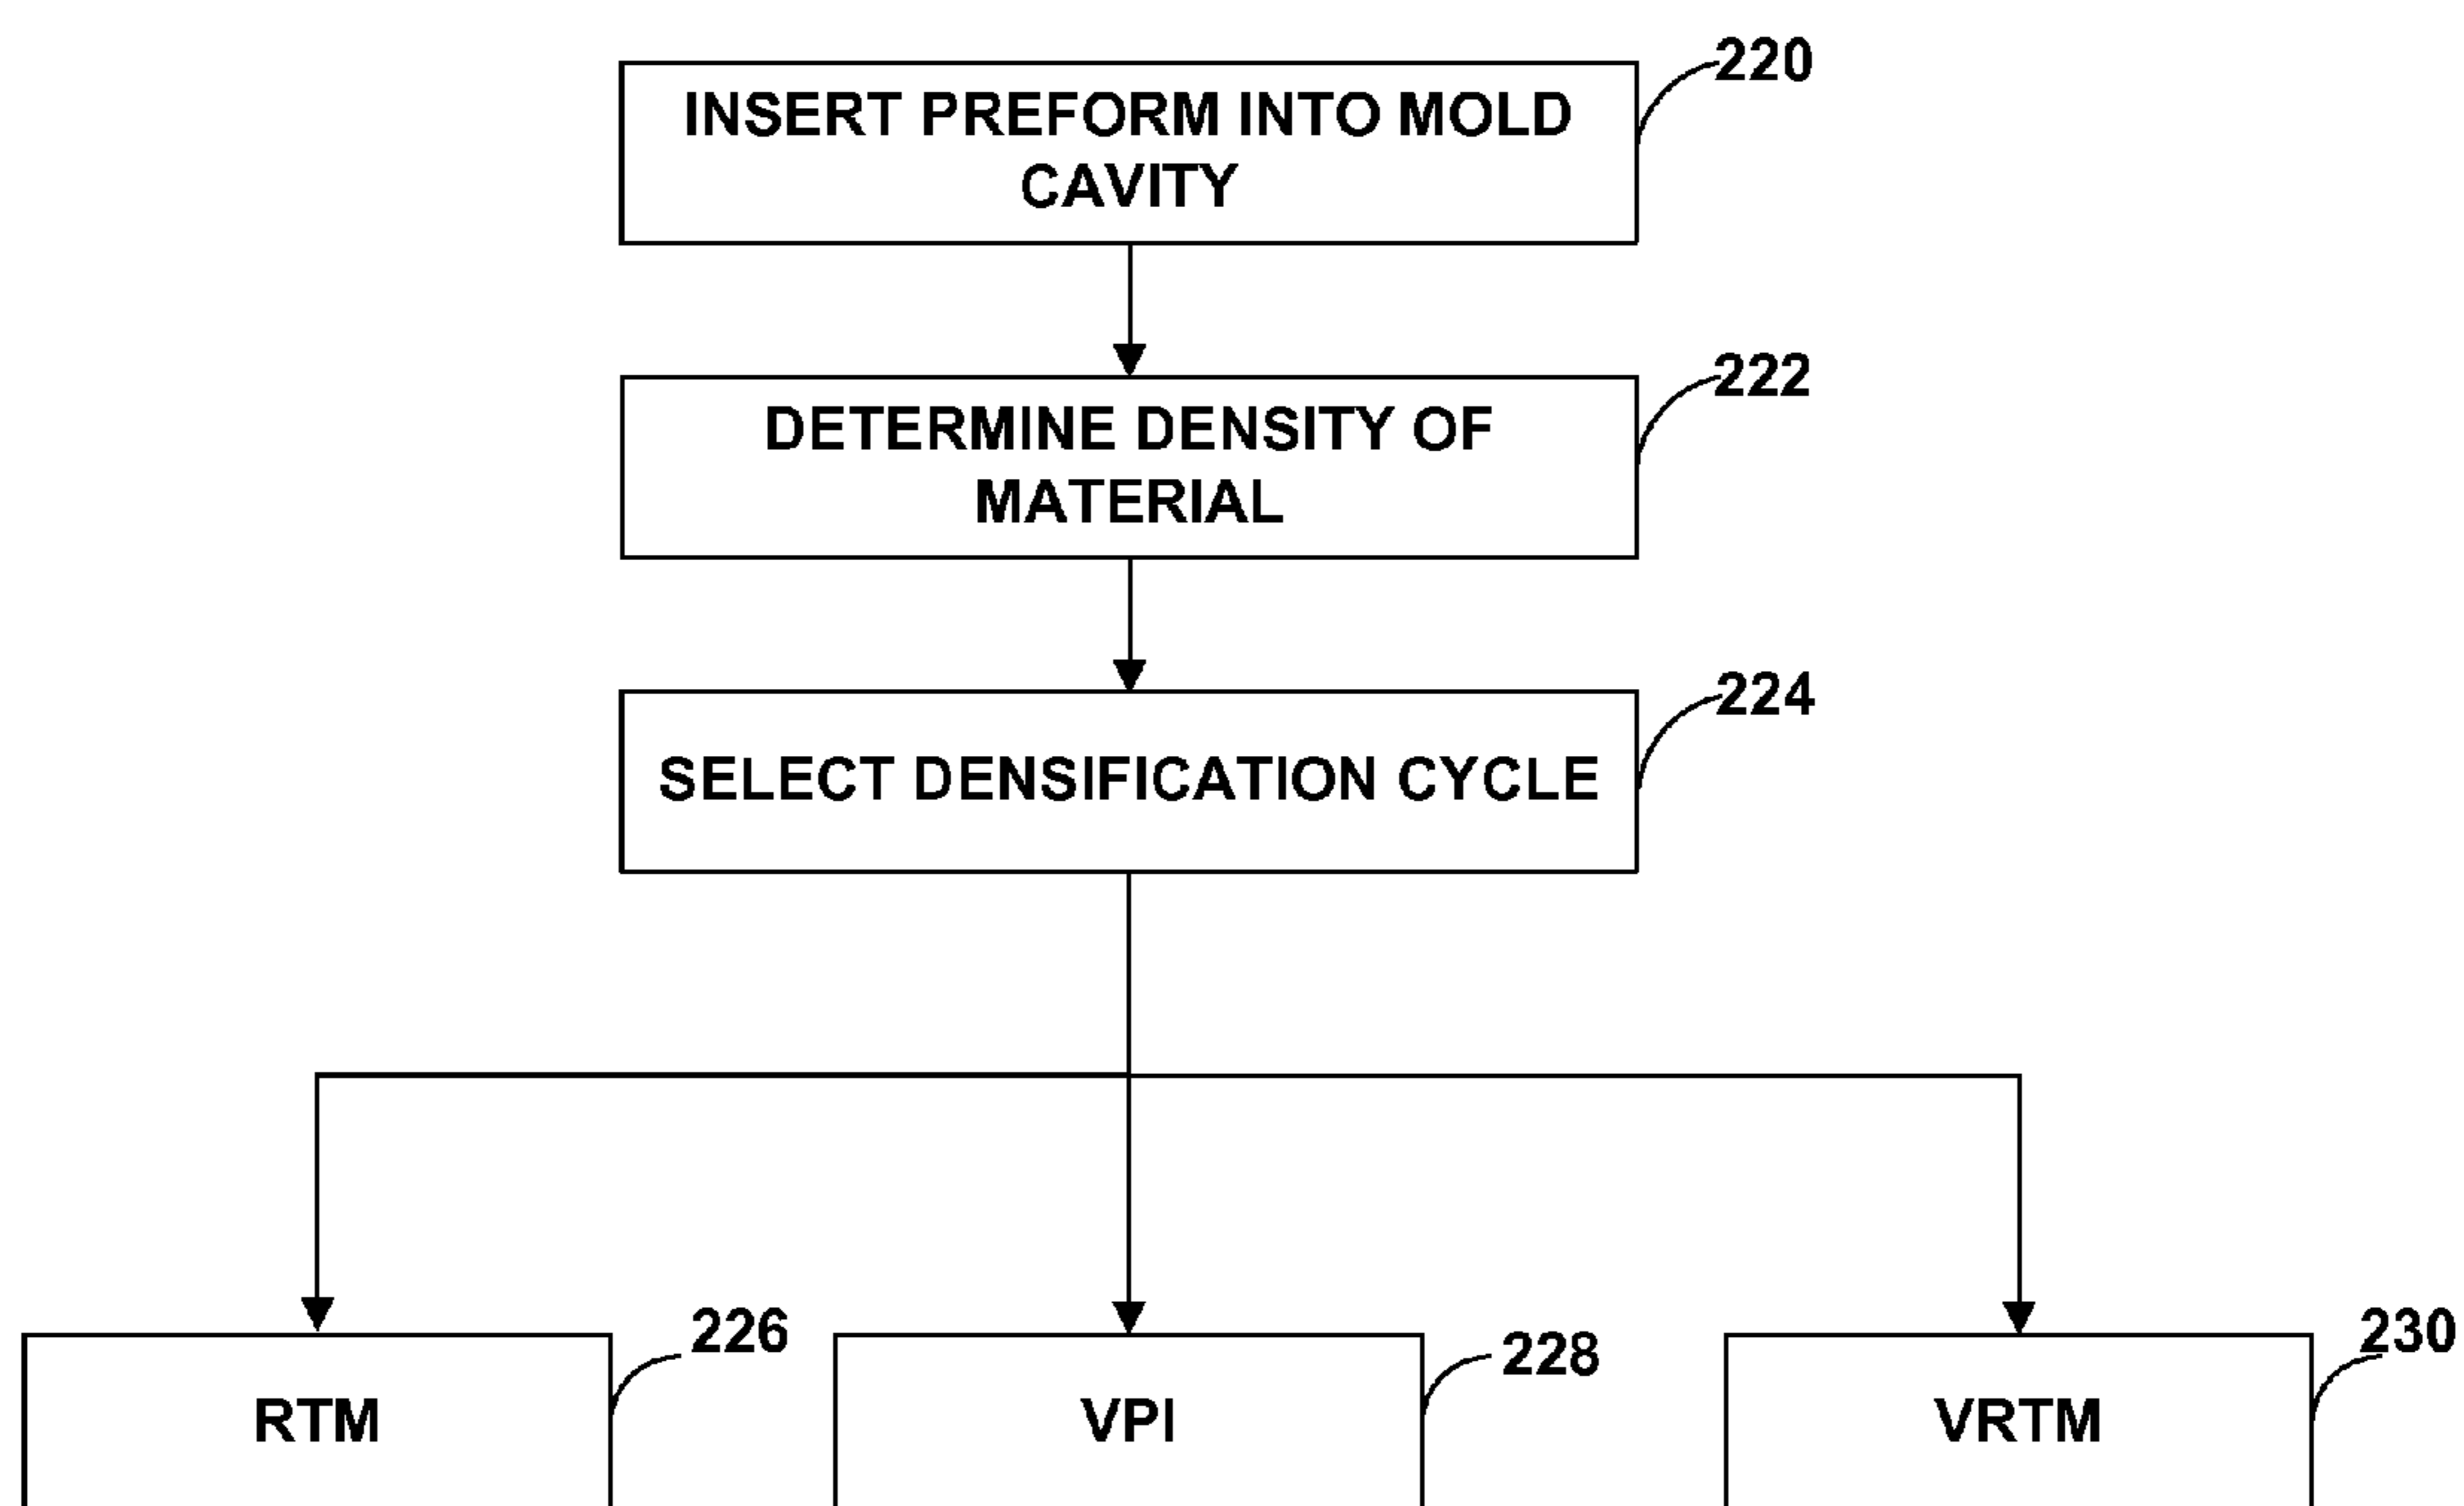 220
INSERT PREFORM INTO MOLD
CAVITY
222
DETERMINE DENSITY OF
MATERIAL
224
SELECT DENSIFICATION CYCLE
226
228
230
RTM
VPI
VRTM